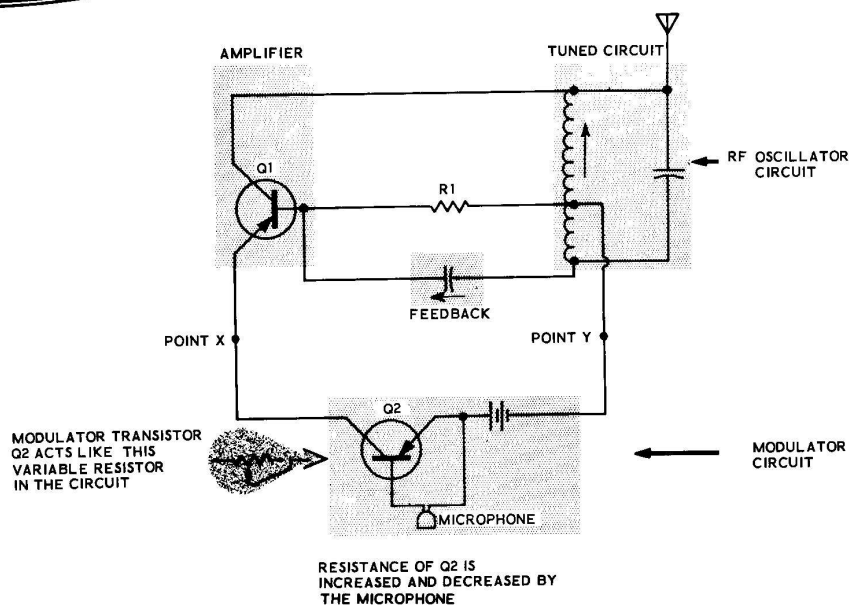 AMPLIFIER
TUNED CIRCUIT
Q1
R1
RF OSCILLATOR
CIRCUIT
FEEDBACK
POINT X
POINT Y
Q2
MODULATOR TRANSISTOR
Q2 ACTS LIKE THIS
VARIABLE RESISTOR
IN THE CIRCUIT
MODULATOR
CIRCUIT
MICROPHONE
RESISTANCE OF Q2 IS
INCREASED AND DECREASED BY
THE MICROPHONE